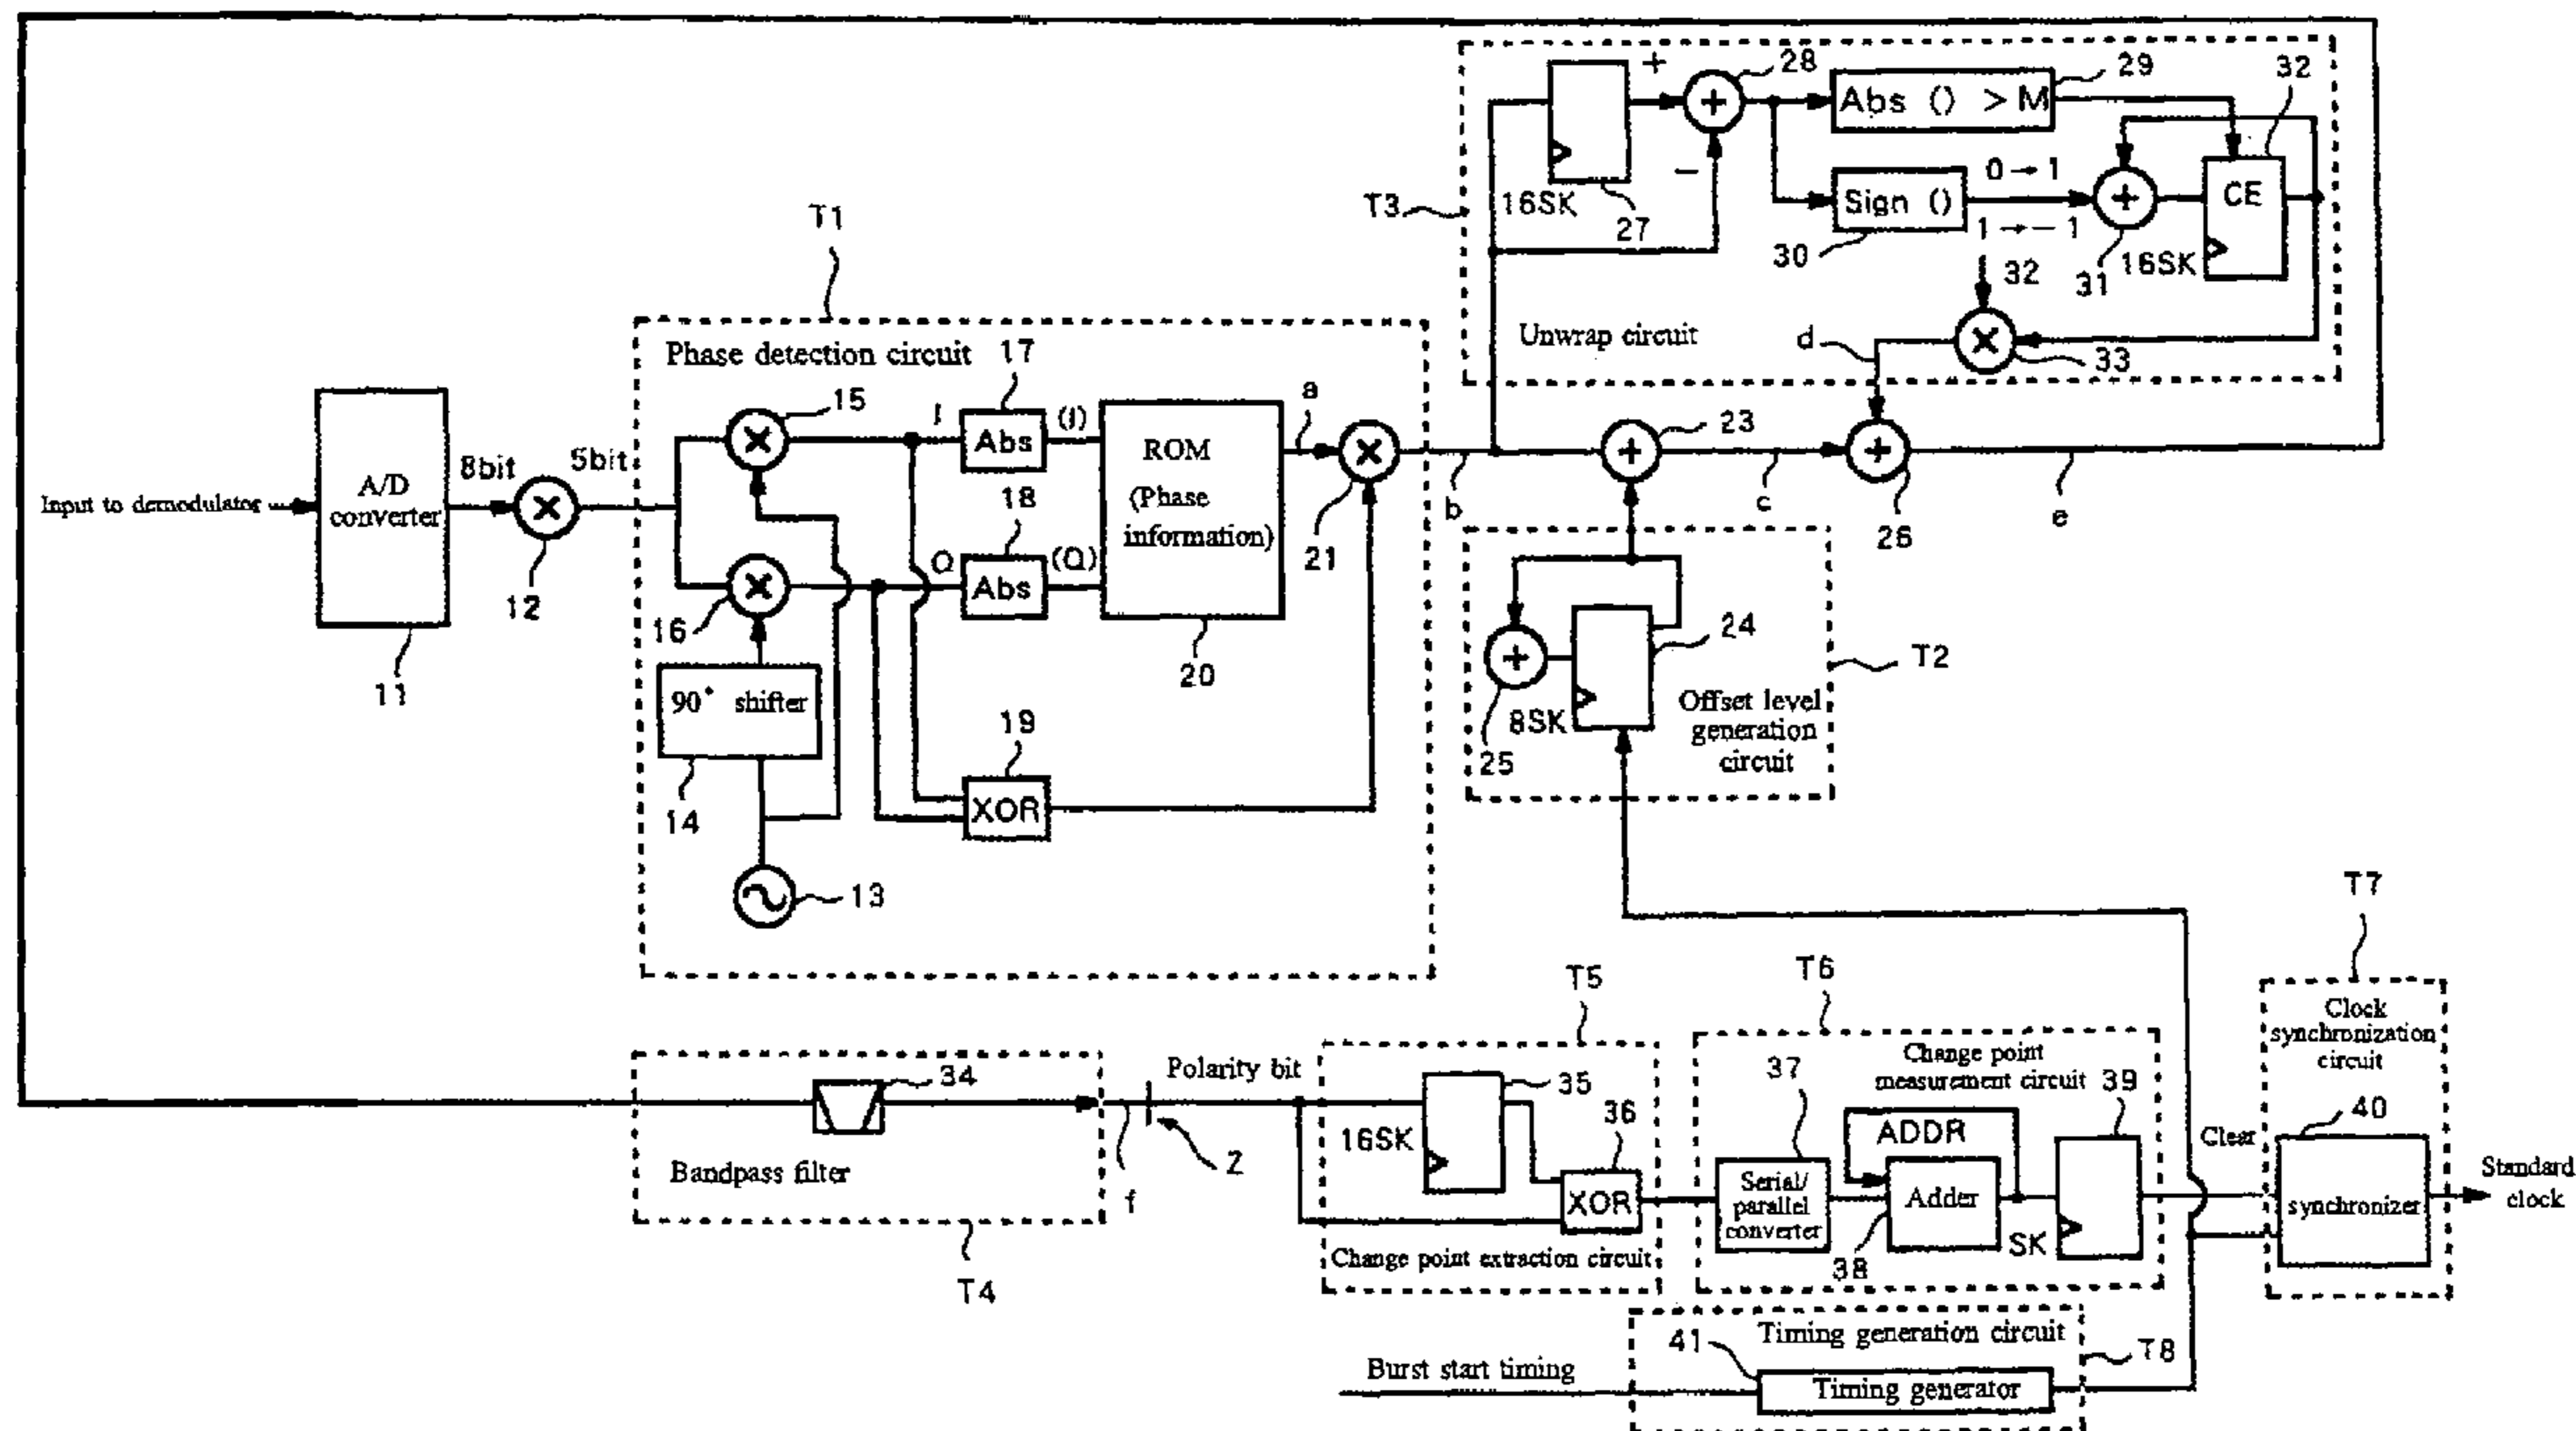 T3
16SK
27
+
−
+
28
Abs () > M
29
32
Sign ()
30
0→1
1→−1
+
31
16SK
CE
32
×
33
Unwrap circuit
d
T1
Phase detection circuit
Input to demodulator
A/D
converter
11
8bit
×
12
5bit
×
15
×
16
I
Q
17
Abs
(I)
18
Abs
(Q)
ROM
(Phase
information)
20
a
×
21
90° shifter
14
13
19
XOR
b
+
23
c
+
26
e
T2
+
25
8SK
24
Offset level
generation
circuit
34
Bandpass filter
T4
f
Polarity bit
2
T5
16SK
35
36
XOR
Change point extraction circuit
T6
Change point
measurement circuit
37
Serial/
parallel
converter
ADDR
Adder
38
SK
39
Clear
T7
Clock
synchronization
circuit
40
synchronizer
Standard
clock
Burst start timing
41
Timing generation circuit
Timing generator
T8